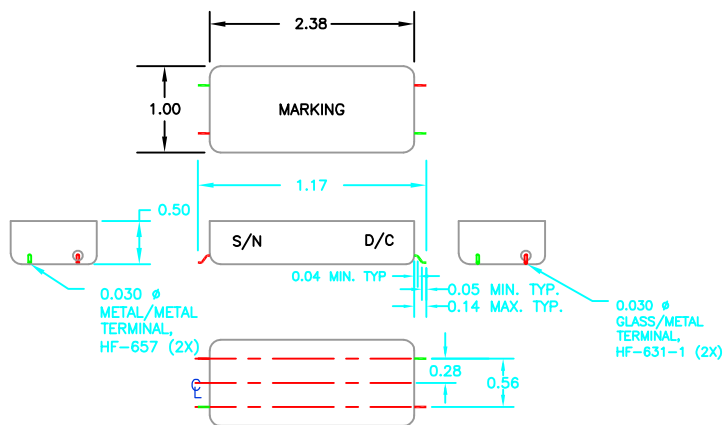 2.38
1.00
MARKING
1.17
0.50
S/N
D/C
0.04 MIN. TYP
0.05 MIN. TYP.
0.14 MAX. TYP.
0.030 ø
METAL/METAL
TERMINAL,
HF-657 (2X)
0.030 ø
GLASS/METAL
TERMINAL,
HF-631-1 (2X)
0.28
0.56
CL